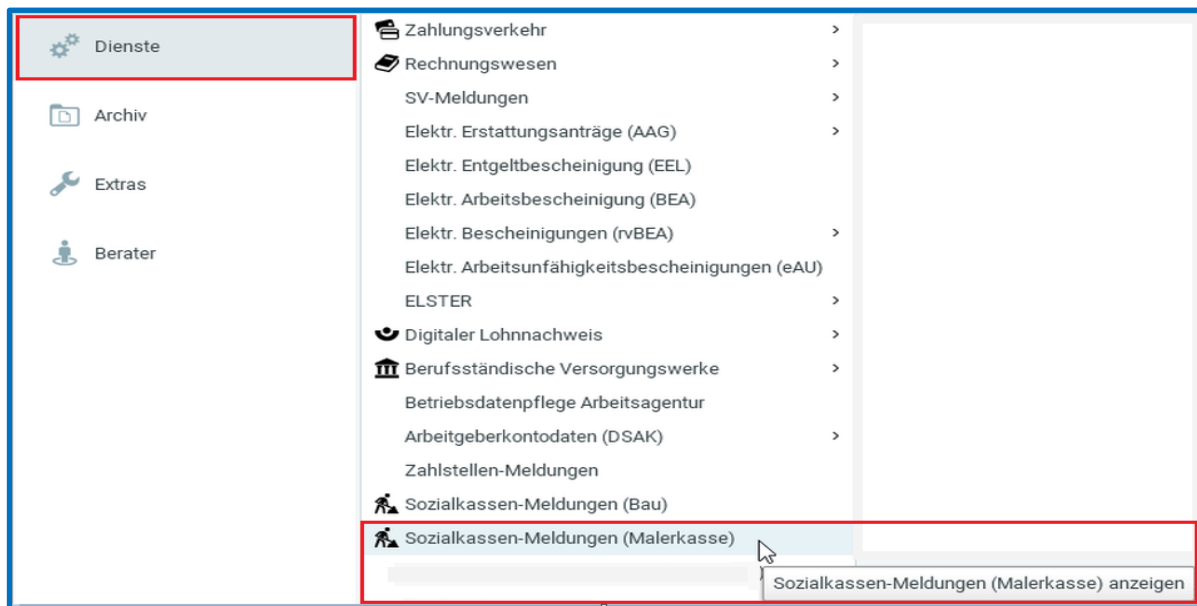 Dienste
Archiv
Extras
Berater
Zahlungsverkehr
Rechnungswesen
SV-Meldungen
Elektr. Erstattungsanträge (AAG)
Elektr. Entgeltbescheinigung (EEL)
Elektr. Arbeitsbescheinigung (BEA)
Elektr. Bescheinigungen (rvBEA)
Elektr. Arbeitsunfähigkeitsbescheinigungen (eAU)
ELSTER
Digitaler Lohnnachweis
Berufsständische Versorgungswerke
Betriebsdatenpflege Arbeitsagentur
Arbeitgeberkontodaten (DSAK)
Zahlstellen-Meldungen
Sozialkassen-Meldungen (Bau)
Sozialkassen-Meldungen (Malerkasse)
Sozialkassen-Meldungen (Malerkasse) anzeigen